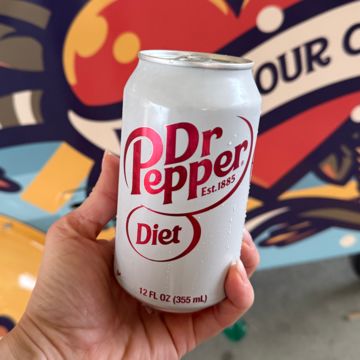 OUR
Dr
Pepper
Est.1885
Diet
12 FL OZ (355 mL)